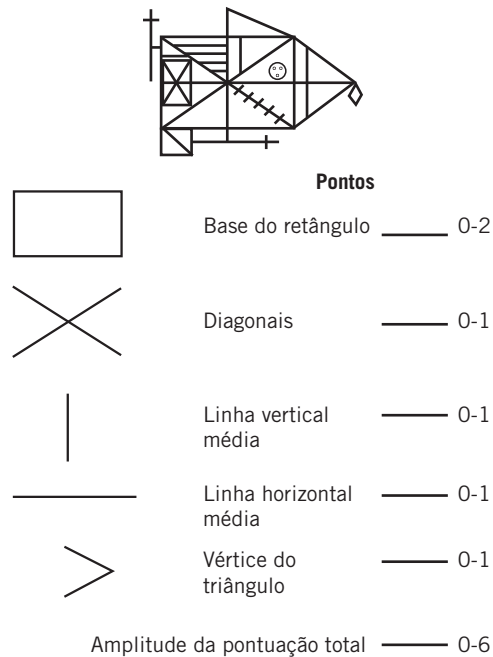 Pontos
Base do retângulo 0-2
Diagonais 0-1
Linha vertical
média 0-1
Linha horizontal
média 0-1
Vértice do
triângulo 0-1
Amplitude da pontuação total 0-6